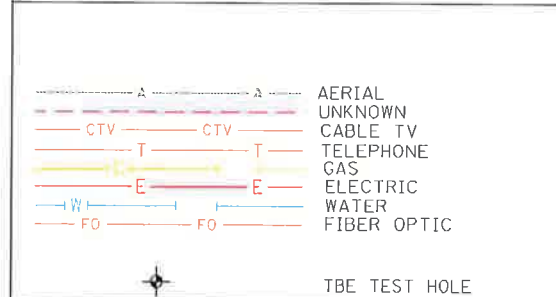 A A AERIAL
UNKNOWN
CTV CTV CABLE TV
T T TELEPHONE
G GAS
E E ELECTRIC
W WATER
FO FO FIBER OPTIC
TBE TEST HOLE